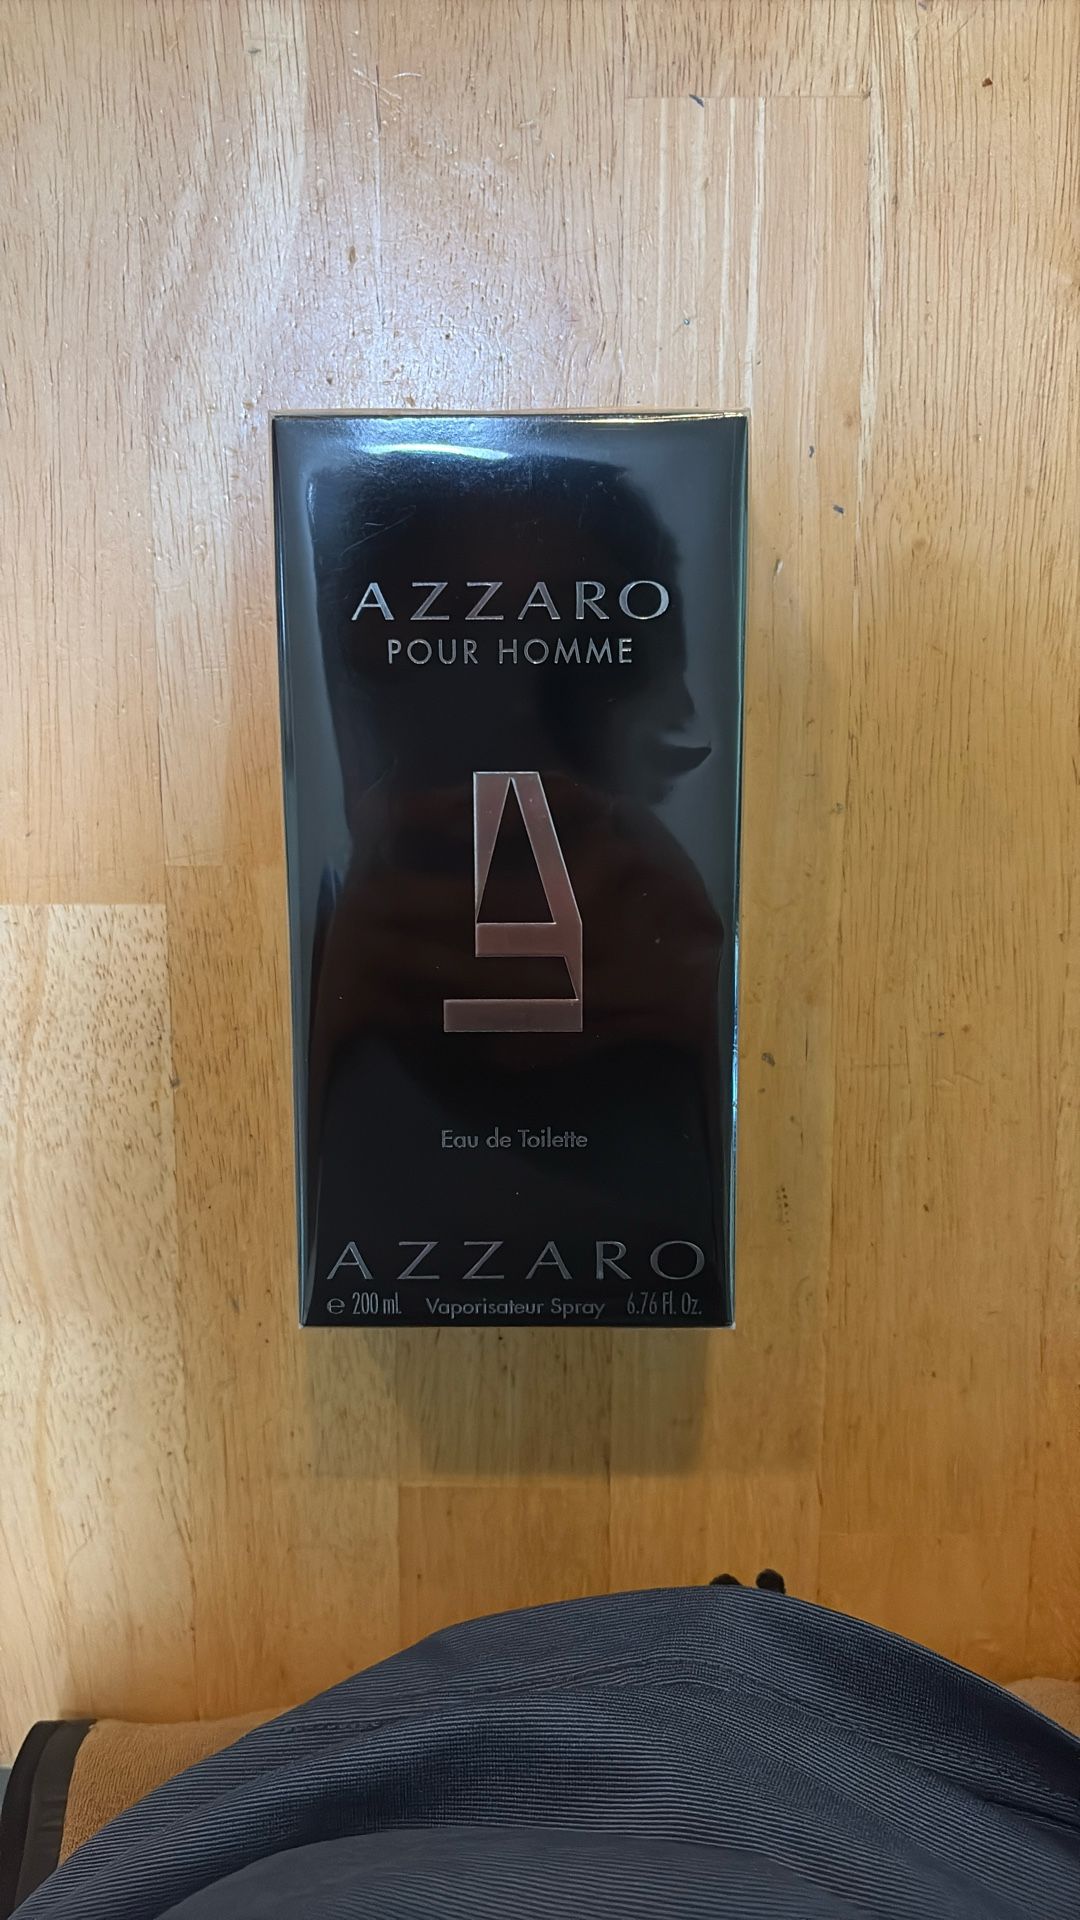 AZZARO
POUR HOMME
Eau de Toilette
AZZARO
℮ 200 ml. Vaporisateur Spray 6.76 Fl. Oz.